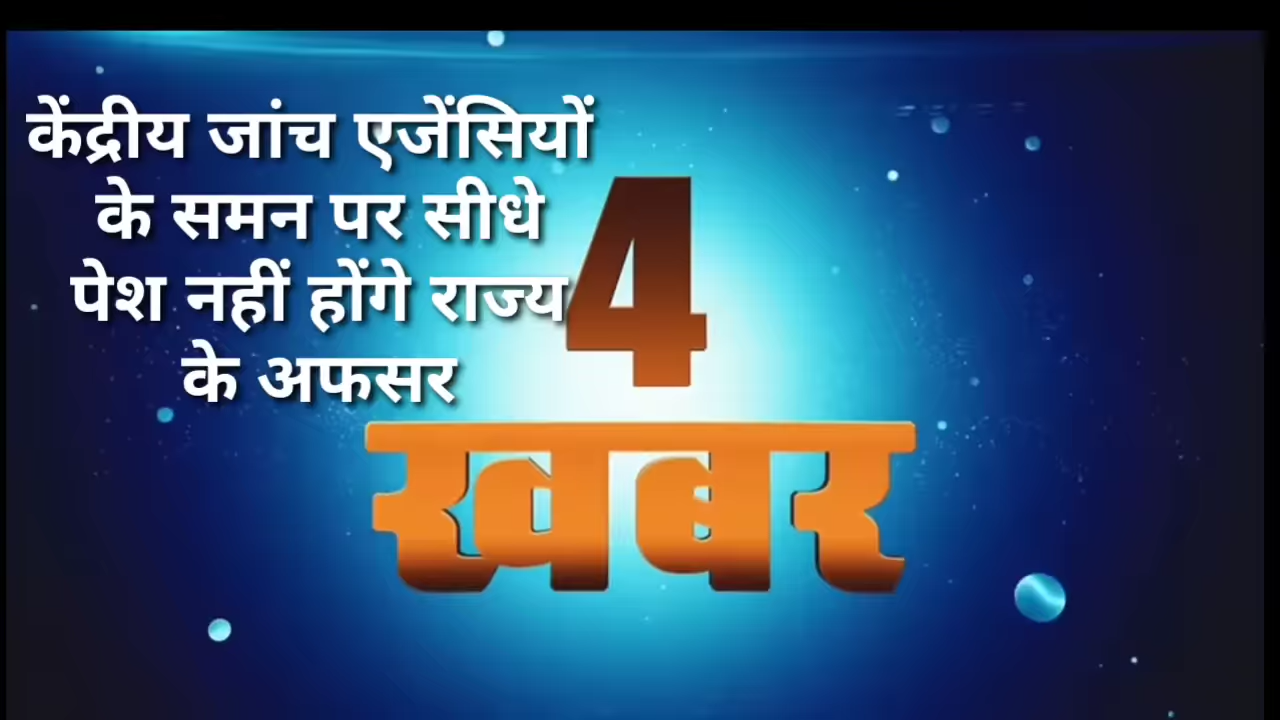 केंद्रीय जांच एजेंसियों
के समन पर सीधे
पेश नहीं होंगे राज्य
के अफसर
4
खबर